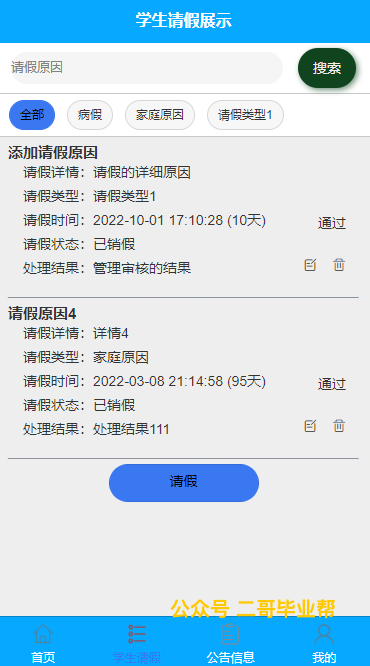 学生请假展示
请假原因
搜索
全部 病假 家庭原因 请假类型1
添加请假原因
请假详情：请假的详细原因
请假类型：请假类型1
请假时间：2022-10-01 17:10:28 (10天)
通过
请假状态：已销假
处理结果：管理审核的结果
请假原因4
请假详情：详情4
请假类型：家庭原因
请假时间：2022-03-08 21:14:58 (95天)
通过
请假状态：已销假
处理结果：处理结果111
请假
公众号 二哥毕业帮
首页 学生请假 公告信息 我的